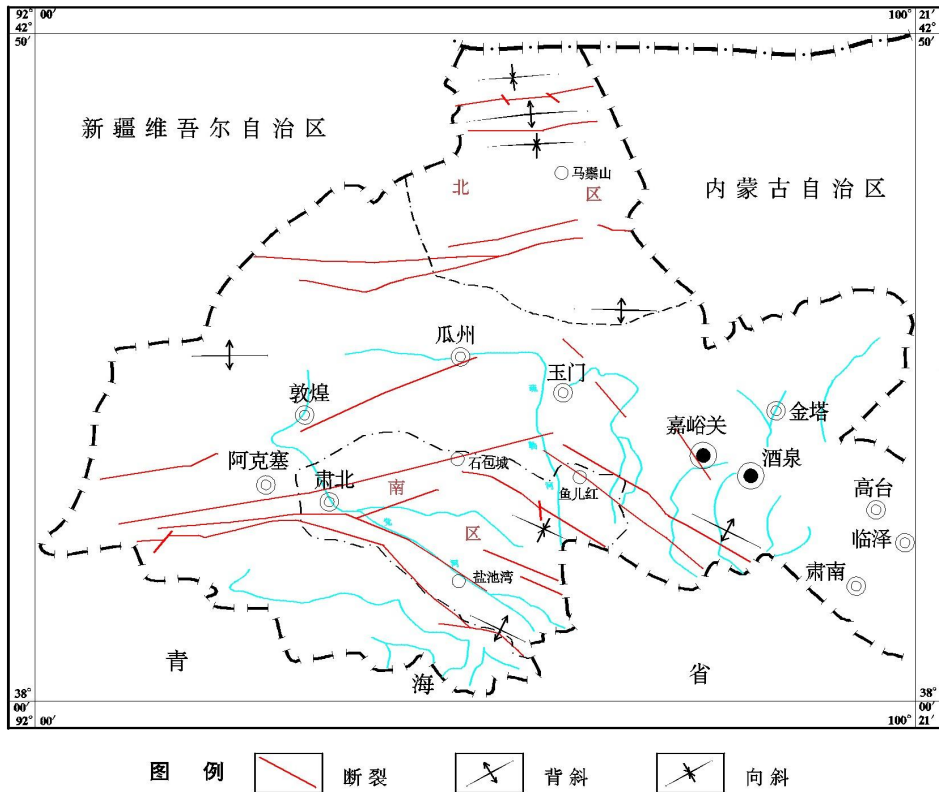 92° 00′
100° 21′
42° 50′
42° 50′
新疆维吾尔自治区
马鬃山
北区
内蒙古自治区
瓜州
玉门
敦煌
金塔
嘉峪关
石包城
酒泉
阿克塞
鱼儿红
肃北
南区
高台
临泽
盐池湾
肃南
青海省
38° 00′
38° 00′
92° 00′
100° 21′
图例
断裂
背斜
向斜